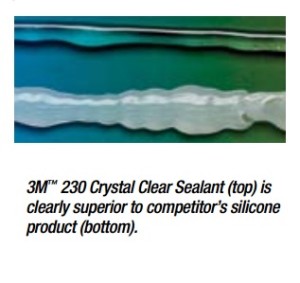 3M™ 230 Crystal Clear Sealant (top) is
clearly superior to competitor's silicone
product (bottom).